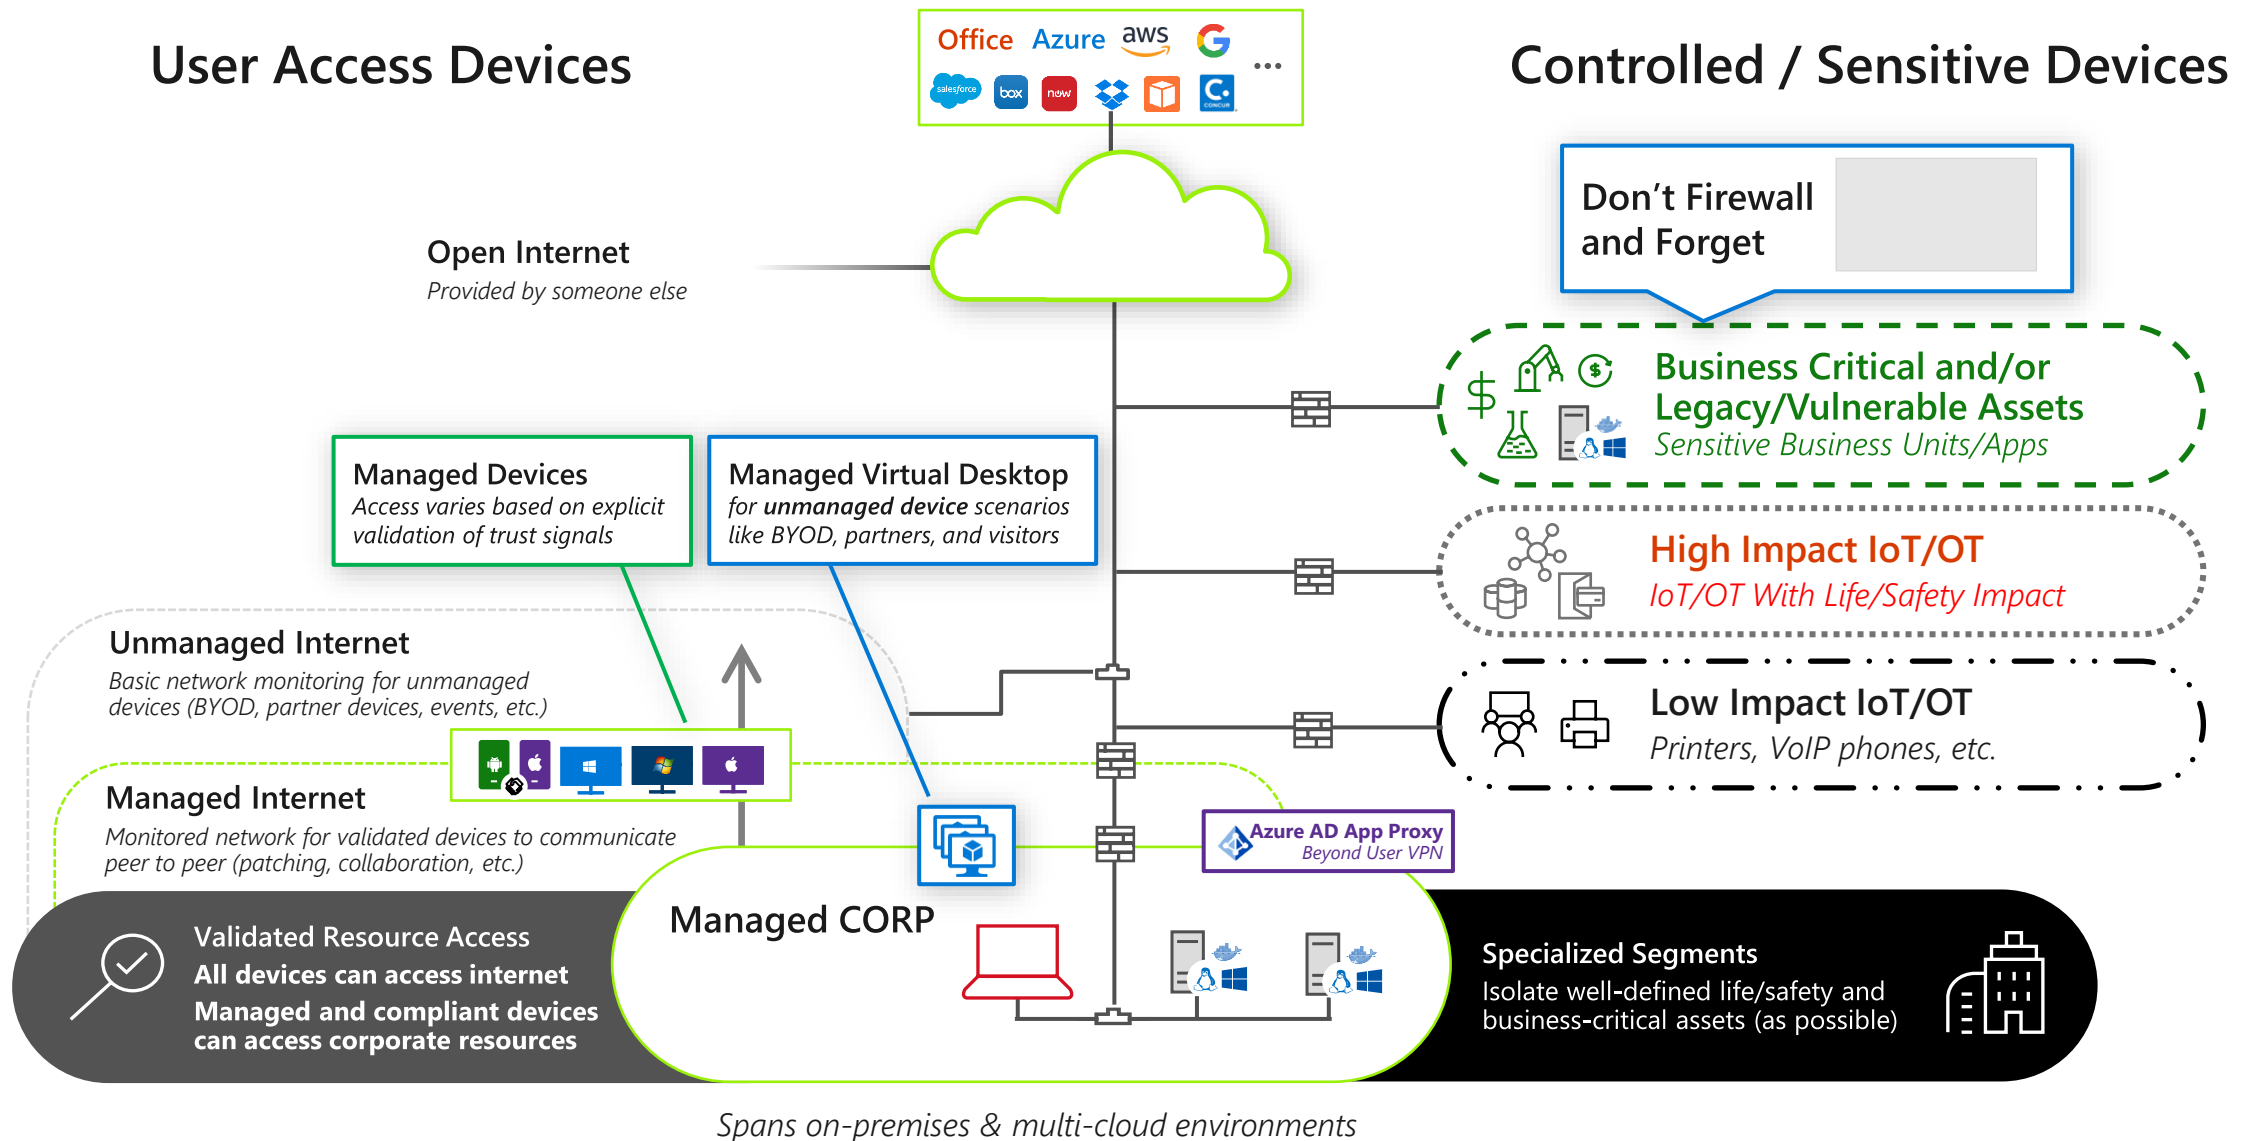 User Access Devices
Office Azure aws
salesforce box now CONCUR
Controlled / Sensitive Devices
Don't Firewall
and Forget
Open Internet
Provided by someone else
Business Critical and/or
Legacy/Vulnerable Assets
Sensitive Business Units/Apps
Managed Devices
Access varies based on explicit
validation of trust signals
Managed Virtual Desktop
for unmanaged device scenarios
like BYOD, partners, and visitors
High Impact IoT/OT
IoT/OT With Life/Safety Impact
Unmanaged Internet
Basic network monitoring for unmanaged
devices (BYOD, partner devices, events, etc.)
Low Impact IoT/OT
Printers, VoIP phones, etc.
Managed Internet
Monitored network for validated devices to communicate
peer to peer (patching, collaboration, etc.)
Azure AD App Proxy
Beyond User VPN
Managed CORP
Validated Resource Access
All devices can access internet
Managed and compliant devices
can access corporate resources
Specialized Segments
Isolate well-defined life/safety and
business-critical assets (as possible)
Spans on-premises & multi-cloud environments